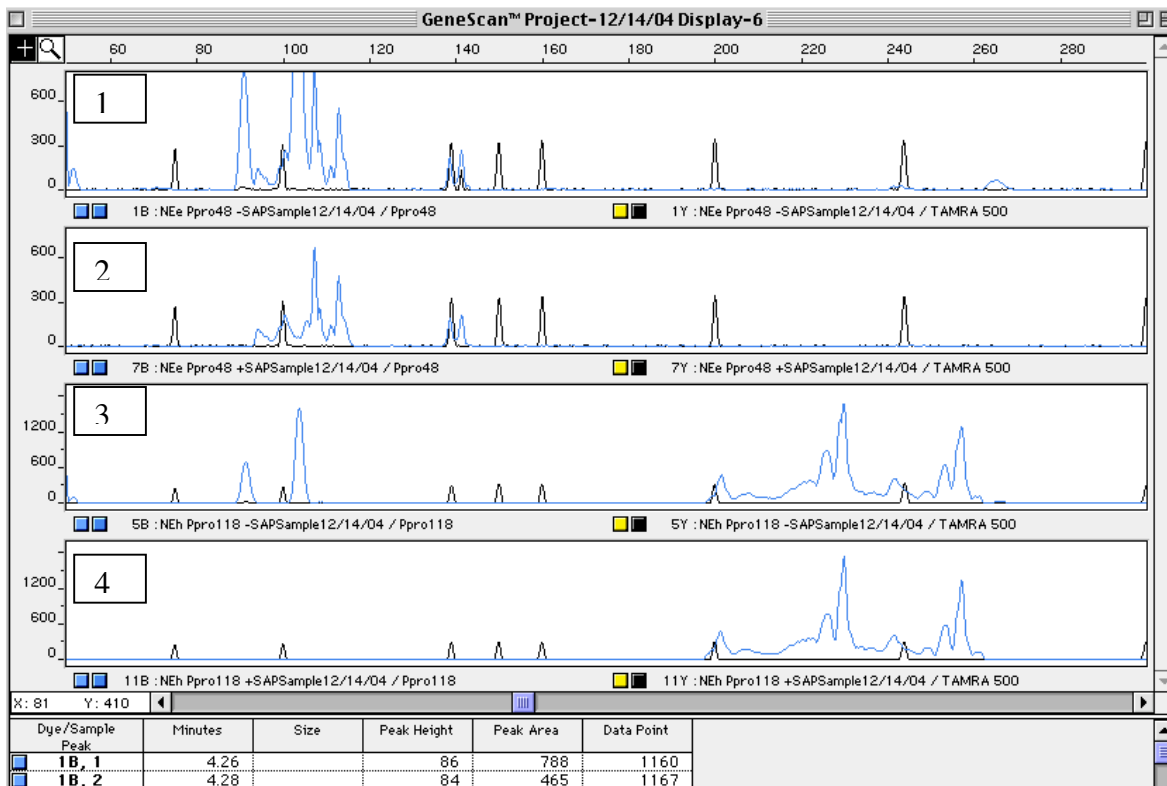 GeneScan™ Project-12/14/04 Display-6
60 80 100 120 140 160 180 200 220 240 260 280
600
300
0
1
1B : NEe Ppro48 -SAPSample12/14/04 / Ppro48 1Y : NEe Ppro48 -SAPSample12/14/04 / TAMRA 500
600
300
0
2
7B : NEe Ppro48 +SAPSample12/14/04 / Ppro48 7Y : NEe Ppro48 +SAPSample12/14/04 / TAMRA 500
1200
600
0
3
5B : NEh Ppro118 -SAPSample12/14/04 / Ppro118 5Y : NEh Ppro118 -SAPSample12/14/04 / TAMRA 500
1200
600
0
4
11B : NEh Ppro118 +SAPSample12/14/04 / Ppro118 11Y : NEh Ppro118 +SAPSample12/14/04 / TAMRA 500
X: 81 Y: 410
Dye/Sample Peak Minutes Size Peak Height Peak Area Data Point
1B, 1 4.26 86 788 1160
1B, 2 4.28 84 465 1167